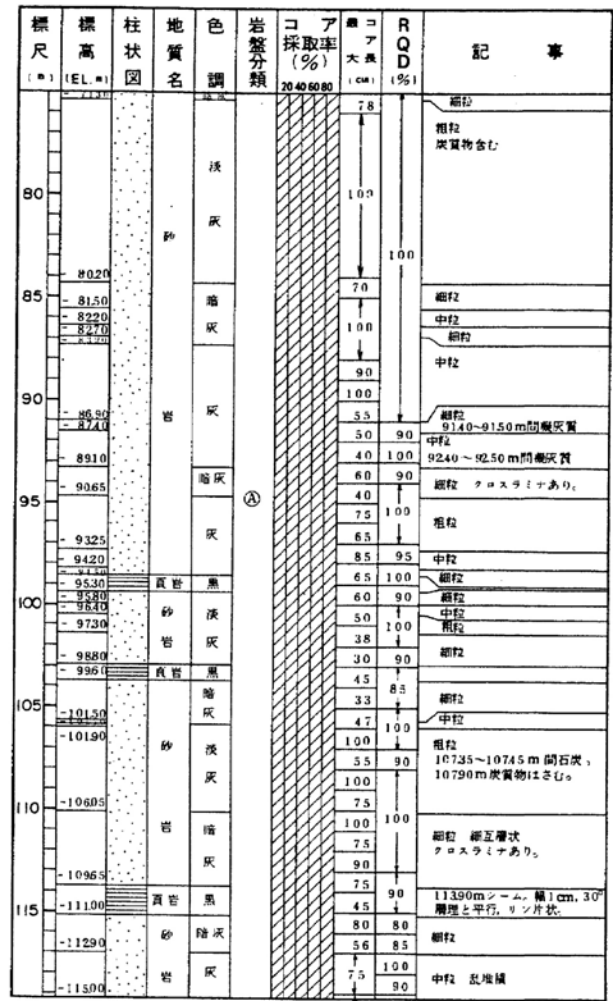 標尺(m) 標高(EL.m) 柱状図 地質名 色調 岩盤分類 コア採取率(%) 最大コア長(cm) RQD(%) 記事
20 40 60 80
78 細粒
粗粒
炭質物含む
淡
80
100
砂 灰
100
- 80.20
70
85 暗 細粒
- 81.50
- 82.20 中粒
- 82.70 灰 100 細粒
中粒
90
90 100
- 86.90 岩 灰 55 細粒
- 87.40 91.40~91.50m間礫灰質
50 90 中粒
- 89.10 40 100 92.40~92.50m間礫灰質
- 90.65 暗灰 60 90 細粒 クロスラミナあり。
95 Ⓐ 40
75 100 粗粒
- 93.25 灰 65
- 94.20 85 95 中粒
- 95.30 頁岩 黒 65 100 細粒
- 95.80 60 90 細粒
100 - 96.40 砂 淡 50 中粒
- 97.30 100 粗粒
岩 灰 38 細粒
- 98.80 30 90
- 99.60 頁岩 黒 45
暗 85
105 33 細粒
-101.50 灰 47 中粒
-101.90 100
砂 淡 100 粗粒
55 90 107.35~107.45m間石炭,
灰 100 107.90m炭質物はさむ。
110 -106.05 75
100 100
岩 暗 75 細粒 細互層状
灰 90 クロスラミナあり。
-109.65 75
頁岩 黒 90 113.90mシーム,幅1cm,30°
115 -111.00 45 層理と平行,リン片状。
砂 暗灰 80 80
-112.90 56 85 細粒
岩 灰 75 100 中粒 乱堆積
-115.00 90